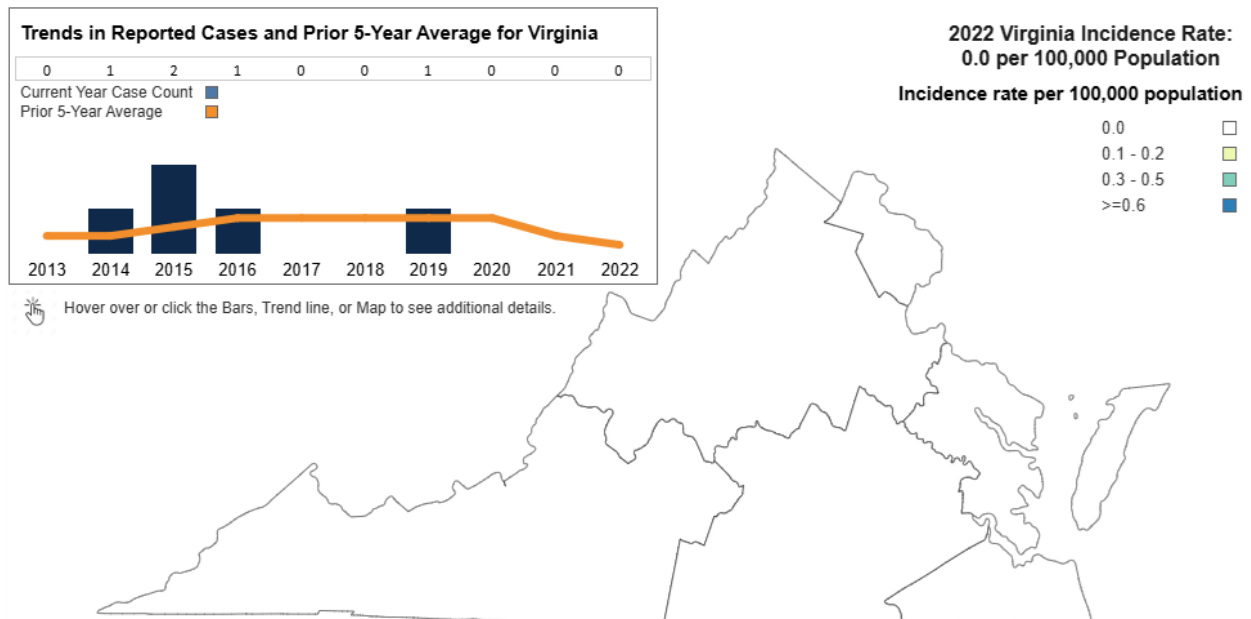 Trends in Reported Cases and Prior 5-Year Average for Virginia
0 1 2 1 0 0 1 0 0 0
Current Year Case Count
Prior 5-Year Average
2013 2014 2015 2016 2017 2018 2019 2020 2021 2022
Hover over or click the Bars, Trend line, or Map to see additional details.
2022 Virginia Incidence Rate:
0.0 per 100,000 Population
Incidence rate per 100,000 population
0.0
0.1 - 0.2
0.3 - 0.5
>=0.6